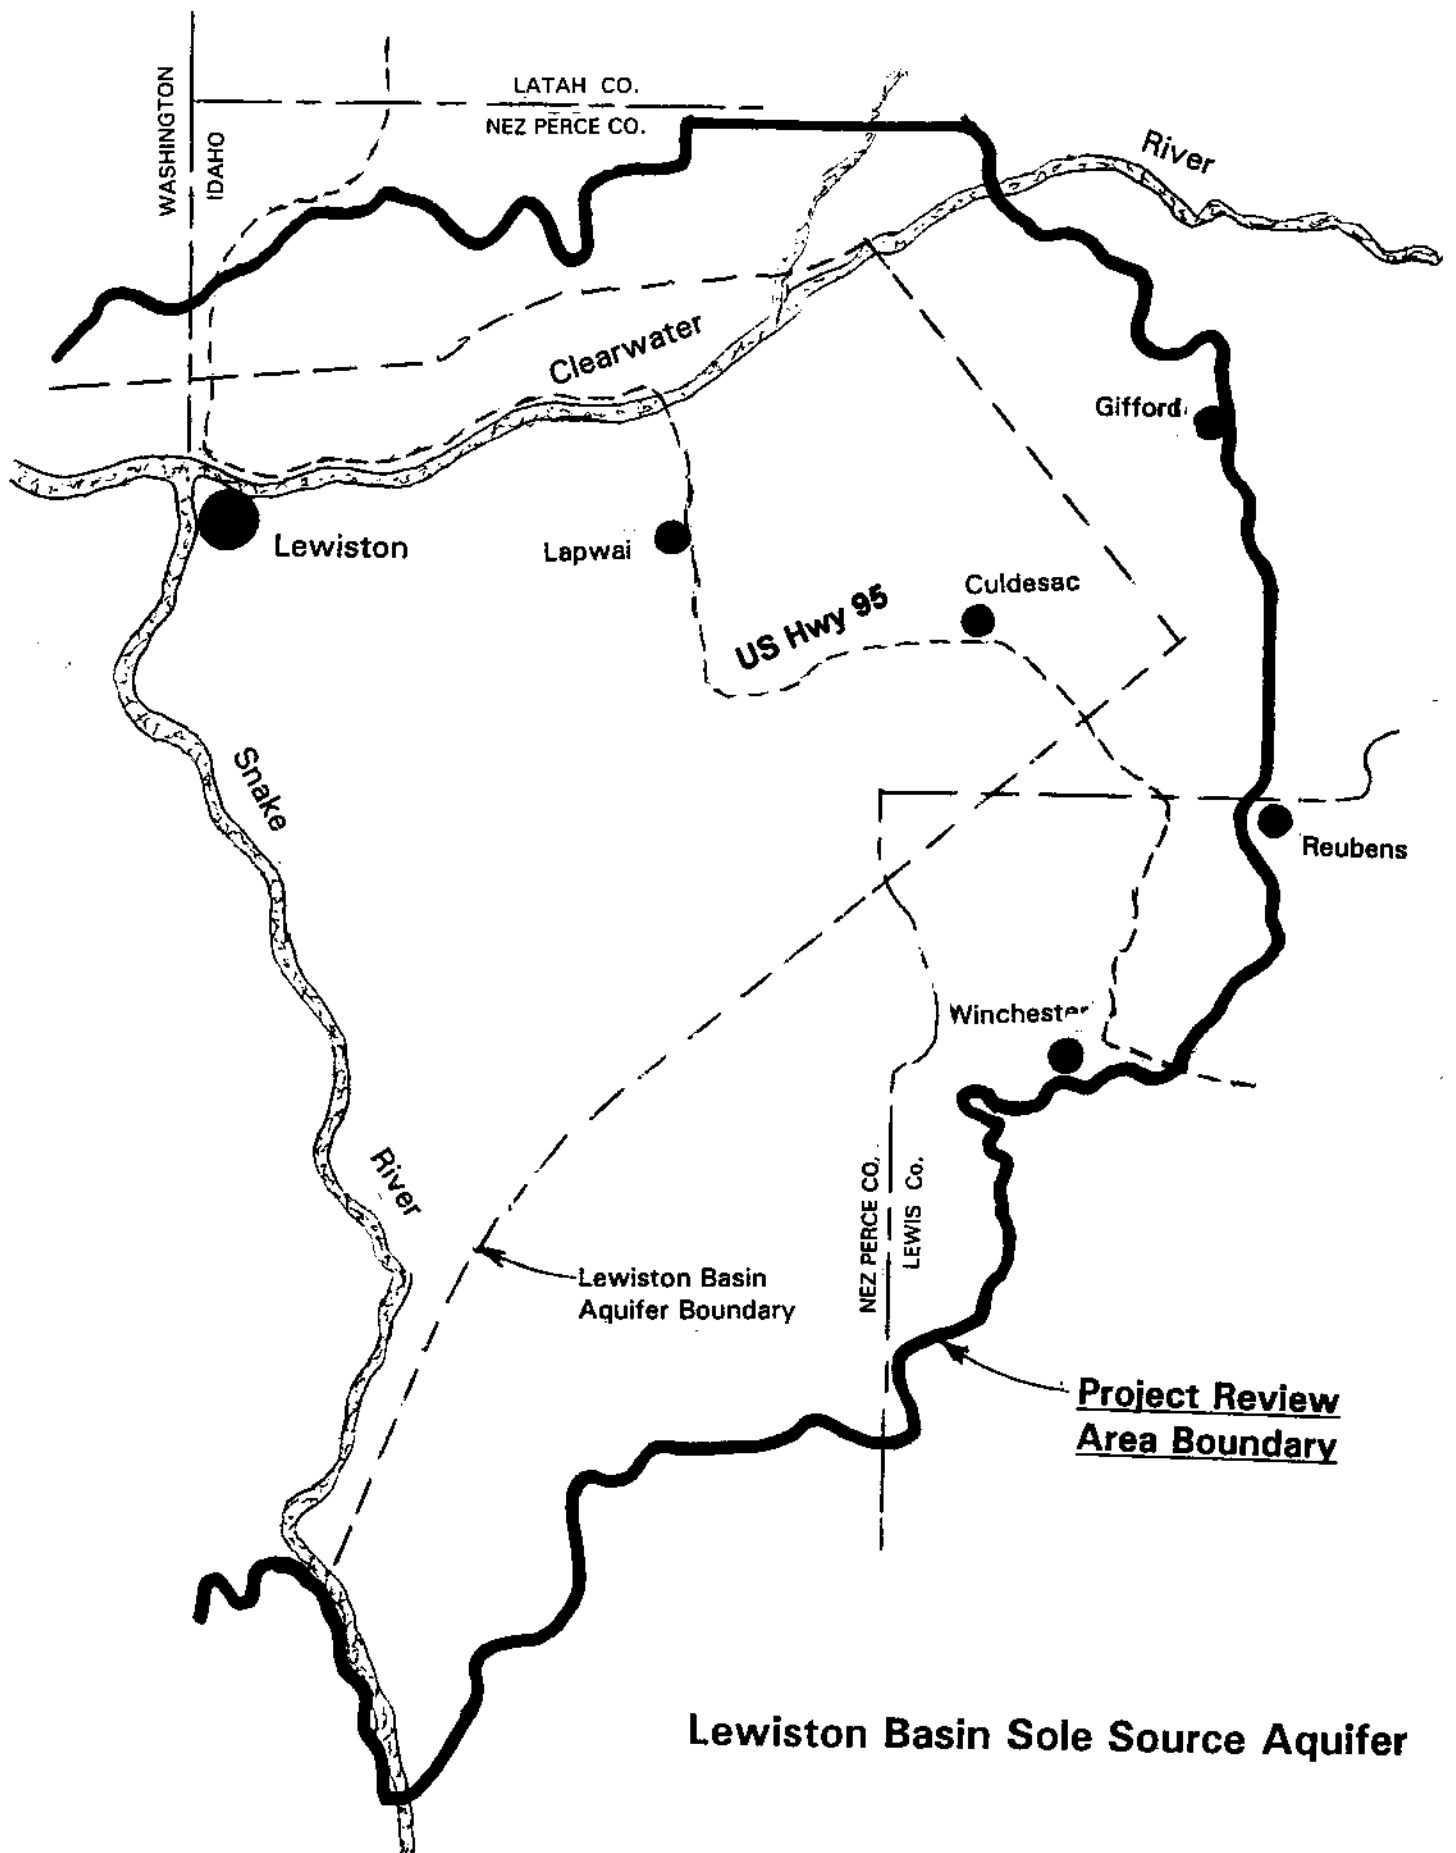 LATAH CO.
NEZ PERCE CO.
WASHINGTON
IDAHO
River
Clearwater
Gifford
Lewiston
Lapwai
Culdesac
US Hwy 95
Snake
Reubens
Winchester
River
NEZ PERCE CO.
LEWIS Co.
Lewiston Basin
Aquifer Boundary
Project Review
Area Boundary
Lewiston Basin Sole Source Aquifer